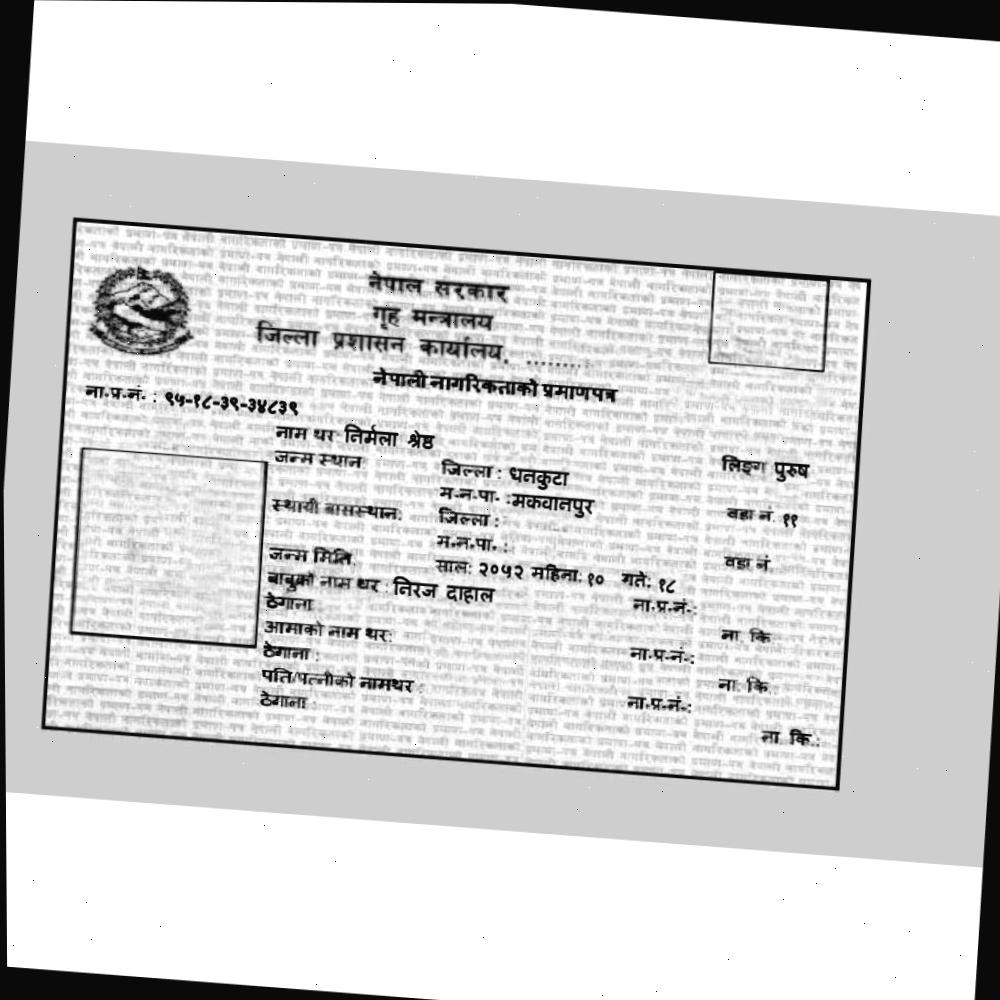 नेपाल सरकार
गृह मन्त्रालय
जिल्ला प्रशासन कार्यालय, ........
नेपाली नागरिकताको प्रमाणपत्र
ना.प्र.नं. : ९५-१८-३९-३४८३९
नाम थर: निर्मला श्रेष्ठ लिङ्ग पुरुष
जन्म स्थान: जिल्ला : धनकुटा
म.न.पा. :मकवानपुर वडा नं. ११
स्थायी बासस्थान: जिल्ला :
म.न.पा. : वडा नं.
जन्म मिति: साल: २०५२ महिना: १० गते: १८
बाबुको नाम थर : निरज दाहाल ना.प्र.नं.:
ठेगाना : ना. कि.:
आमाको नाम थर: ना.प्र.नं.:
ठेगाना : ना. कि.:
पति/पत्नीको नामथर : ना.प्र.नं.:
ठेगाना : ना. कि.: